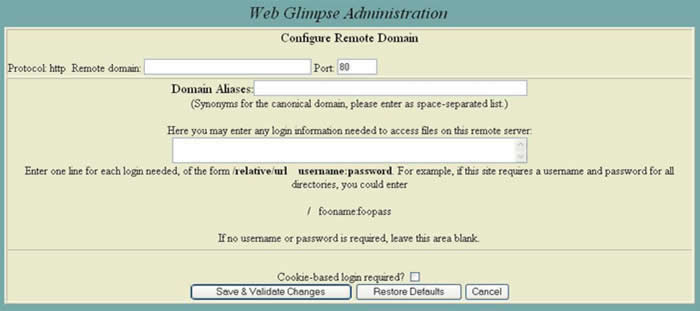 Web Glimpse Administration
Configure Remote Domain
Protocol: http Remote domain: Port: 80
Domain Aliases:
(Synonyms for the canonical domain, please enter as space-separated list.)
Here you may enter any login information needed to access files on this remote server:
Enter one line for each login needed, of the form /relative/url username:password. For example, if this site requires a username and password for all
directories, you could enter
/ fooname:foopass
If no username or password is required, leave this area blank.
Cookie-based login required?
Save & Validate Changes Restore Defaults Cancel